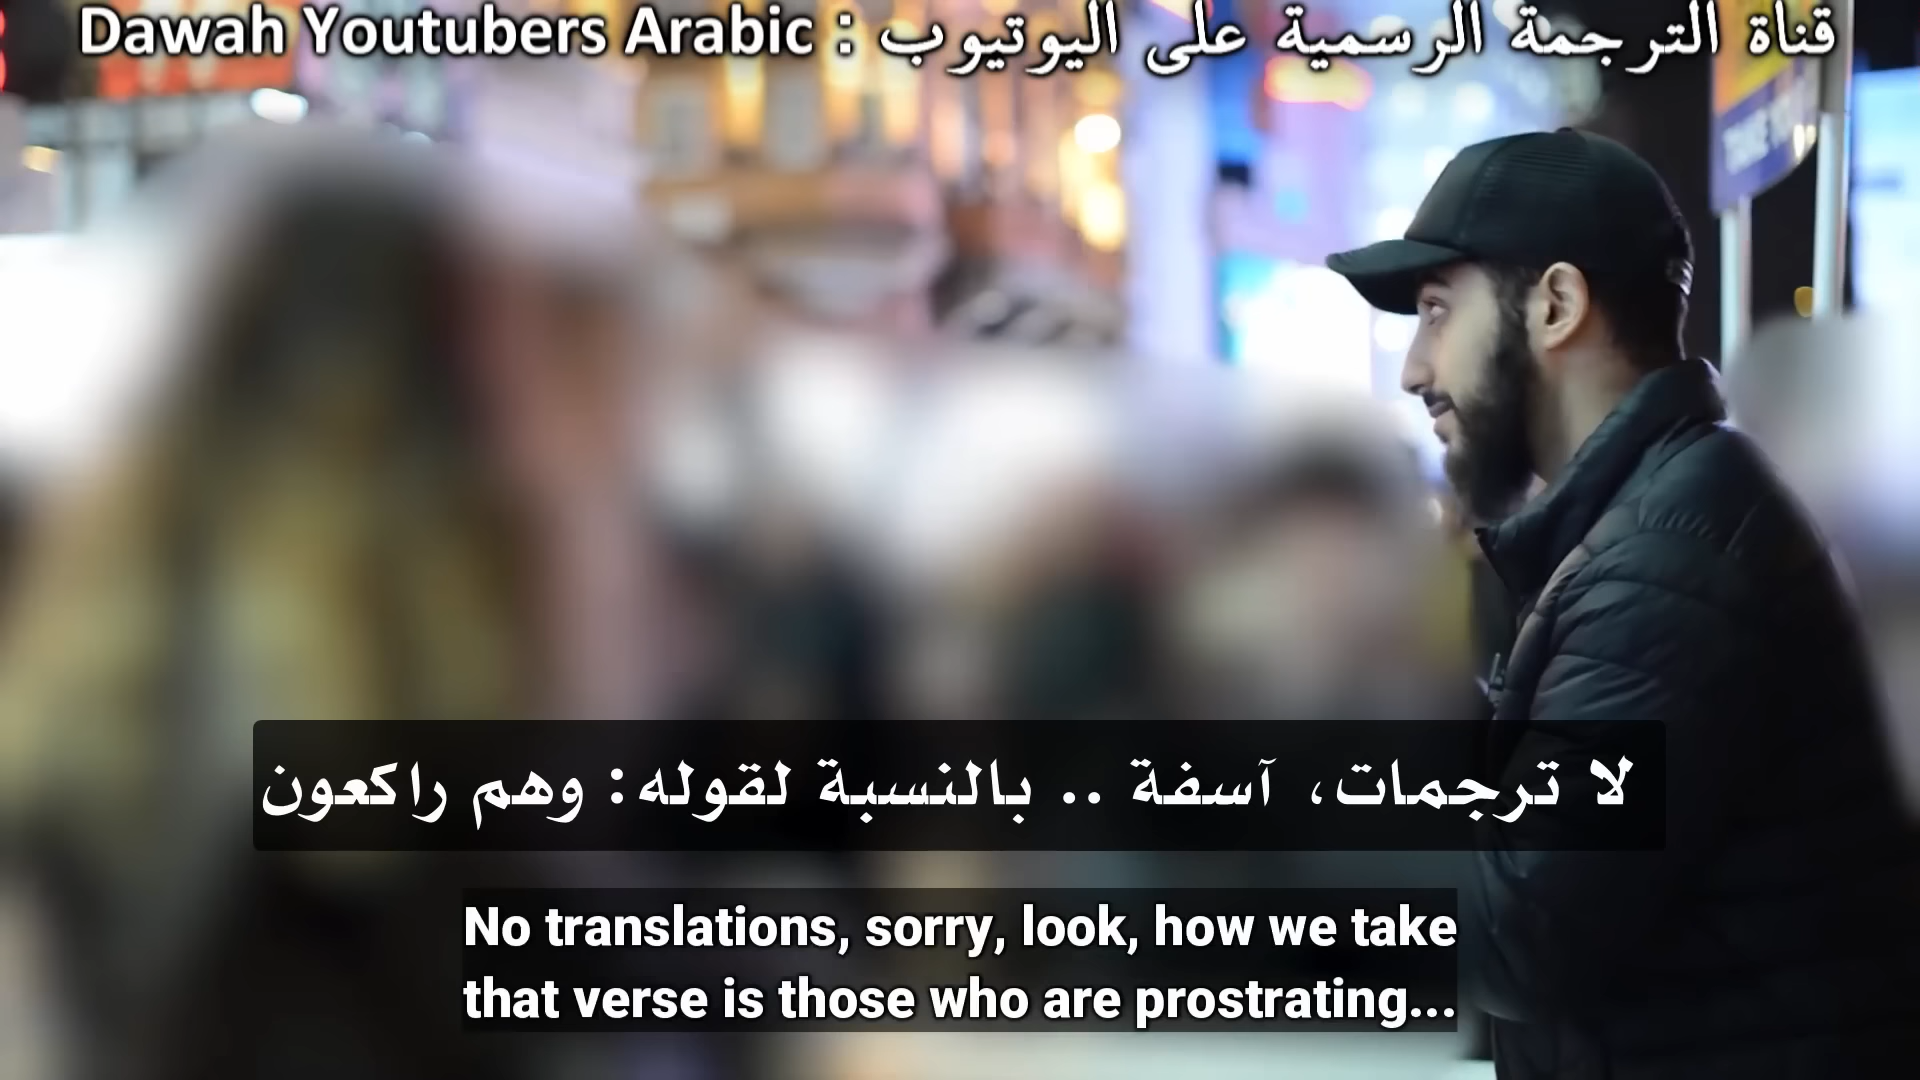 Dawah Youtubers Arabic : قناة الترجمة الرسمية على اليوتيوب
لا ترجمات، آسفة .. بالنسبة لقوله: وهم راكعون
No translations, sorry, look, how we take
that verse is those who are prostrating...